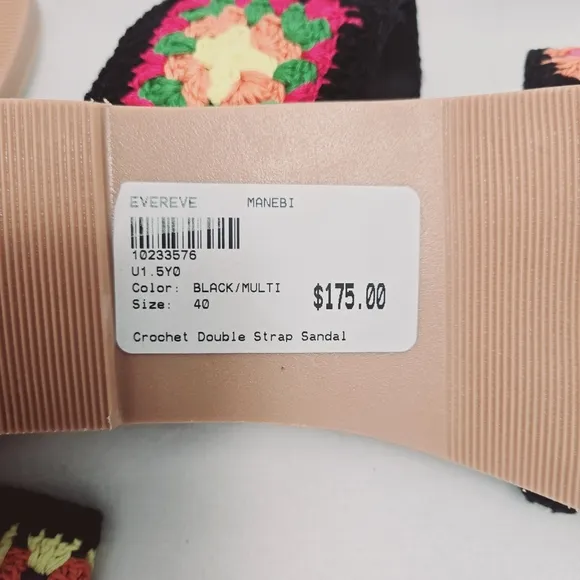 EVEREVE MANEBI
10233576
U1.5Y0
Color: BLACK/MULTI
Size: 40 $175.00
Crochet Double Strap Sandal